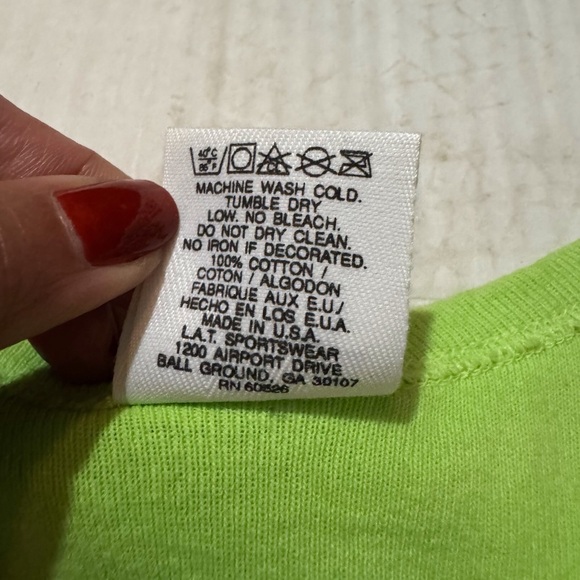 40°C
86°F
CL
MACHINE WASH COLD.
TUMBLE DRY
LOW. NO BLEACH.
DO NOT DRY CLEAN.
NO IRON IF DECORATED.
100% COTTON /
COTON / ALGODON
FABRIQUE AUX E.U/
HECHO EN LOS E.U.A.
MADE IN U.S.A.
L.A.T. SPORTSWEAR
1200 AIRPORT DRIVE
BALL GROUND, GA 30107
RN 60626